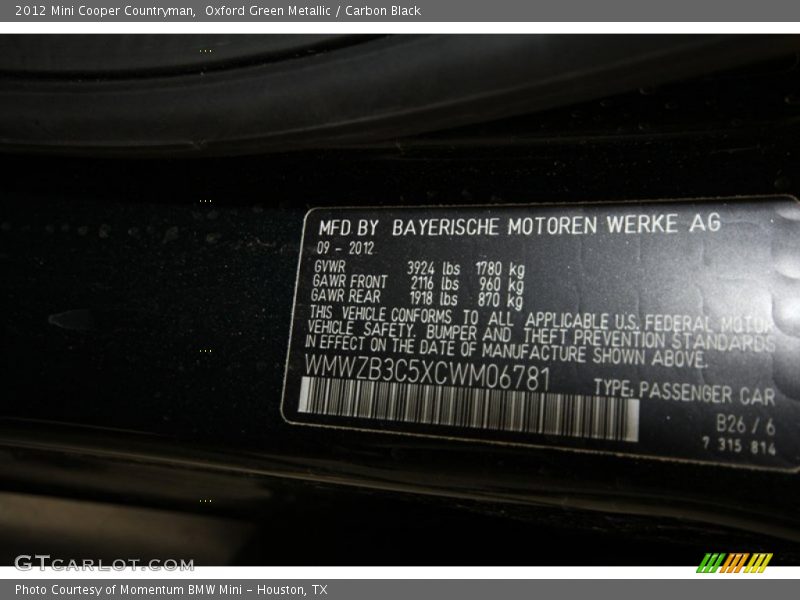 2012 Mini Cooper Countryman,  Oxford Green Metallic / Carbon Black
MFD BY BAYERISCHE MOTOREN WERKE AG
09 - 2012
GVWR 3924 lbs 1780 kg
GAWR FRONT 2116 lbs 960 kg
GAWR REAR 1918 lbs 870 kg
THIS VEHICLE CONFORMS TO ALL APPLICABLE U.S. FEDERAL MOTOR
VEHICLE SAFETY, BUMPER AND THEFT PREVENTION STANDARDS
IN EFFECT ON THE DATE OF MANUFACTURE SHOWN ABOVE.
WMWZB3C5XCWM06781
TYPE: PASSENGER CAR
B26 / 6
7 315 814
GTCARLOT.COM
Photo Courtesy of Momentum BMW Mini - Houston, TX